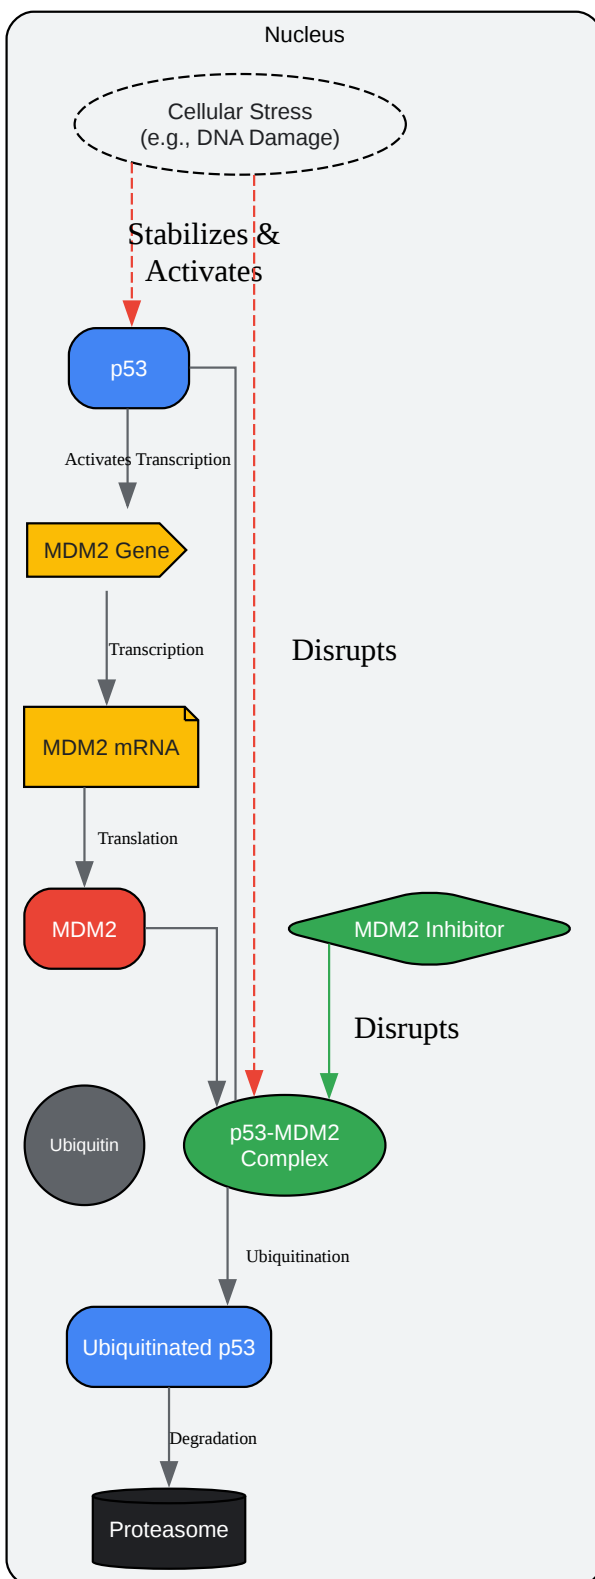 Nucleus
Cellular Stress
(e.g., DNA Damage)
Stabilizes &
Activates
p53
Activates Transcription
MDM2 Gene
Transcription
Disrupts
MDM2 mRNA
Translation
MDM2
MDM2 Inhibitor
Disrupts
Ubiquitin
p53-MDM2
Complex
Ubiquitination
Ubiquitinated p53
Degradation
Proteasome